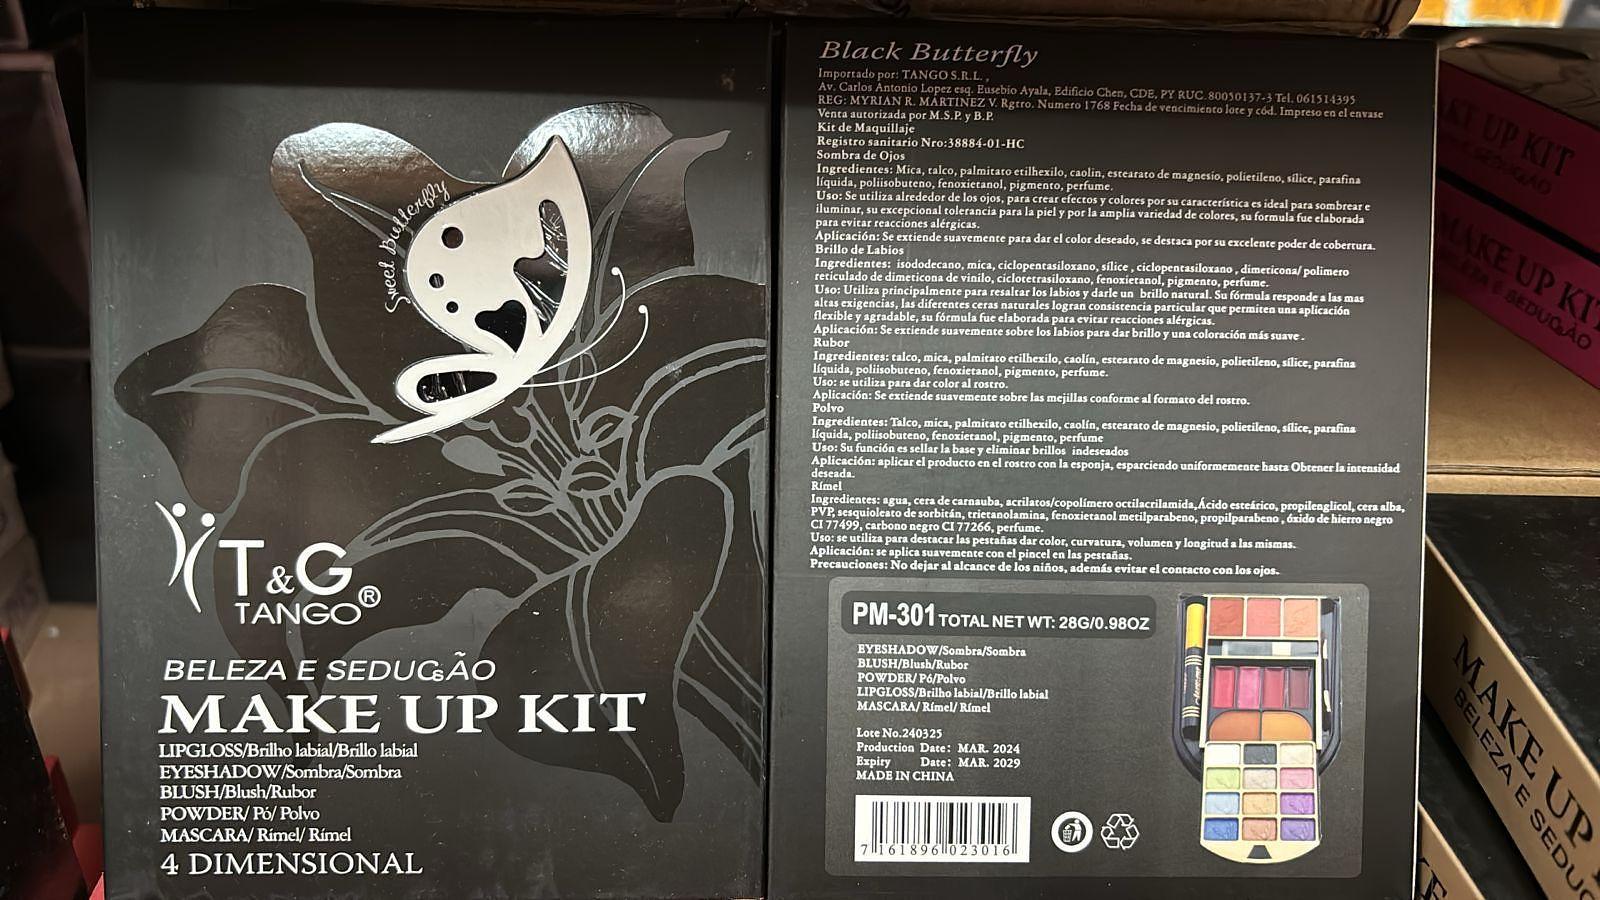 Sweet Butterfly
T&G®
TANGO
BELEZA E SEDUGsÃO
MAKE UP KIT
LIPGLOSS/Brilho labial/Brillo labial
EYESHADOW/Sombra/Sombra
BLUSH/Blush/Rubor
POWDER/ Pó/ Polvo
MASCARA/ Rímel/ Rímel
4 DIMENSIONAL
Black Butterfly
Importado por: TANGO S.R.L. ,
Av. Carlos Antonio Lopez esq. Eusebio Ayala, Edificio Chen, CDE, PY RUC. 80050137-3 Tel. 061514395
REG: MYRIAN R. MARTINEZ V. Rgtro. Numero 1768 Fecha de vencimiento lote y cód. Impreso en el envase
Venta autorizada por M.S.P. y B.P.
Kit de Maquillaje
Registro sanitario Nro:38884-01-HC
Sombra de Ojos
Ingredientes: Mica, talco, palmitato etilhexilo, caolin, estearato de magnesio, polietileno, sílice, parafina
líquida, poliisobuteno, fenoxietanol, pigmento, perfume.
Uso: Se utiliza alrededor de los ojos, para crear efectos y colores por su característica es ideal para sombrear e
iluminar, su excepcional tolerancia para la piel y por la amplia variedad de colores, su formula fue elaborada
para evitar reacciones alérgicas.
Aplicación: Se extiende suavemente para dar el color deseado, se destaca por su excelente poder de cobertura.
Brillo de Labios
Ingredientes: isododecano, mica, ciclopentasiloxano, sílice , ciclopentasiloxano , dimeticona/ polimero
reticulado de dimeticona de vinilo, ciclotetrasiloxano, fenoxietanol, pigmento, perfume.
Uso: Utiliza principalmente para resaltar los labios y darle un brillo natural. Su fórmula responde a las mas
altas exigencias, las diferentes ceras naturales logran consistencia particular que permiten una aplicación
flexible y agradable, su fórmula fue elaborada para evitar reacciones alérgicas.
Aplicación: Se extiende suavemente sobre los labios para dar brillo y una coloración más suave .
Rubor
Ingredientes: talco, mica, palmitato etilhexilo, caolín, estearato de magnesio, polietileno, sílice, parafina
líquida, poliisobuteno, fenoxietanol, pigmento, perfume.
Uso: se utiliza para dar color al rostro.
Aplicación: Se extiende suavemente sobre las mejillas conforme al formato del rostro.
Polvo
Ingredientes: Talco, mica, palmitato etilhexilo, caolín, estearato de magnesio, polietileno, sílice, parafina
líquida, poliisobuteno, fenoxietanol, pigmento, perfume
Uso: Su función es sellar la base y eliminar brillos indeseados
Aplicación: aplicar el producto en el rostro con la esponja, esparciendo uniformemente hasta Obtener la intensidad
deseada.
Rímel
Ingredientes: agua, cera de carnauba, acrilatos/copolímero octilacrilamida,Ácido esteárico, propilenglicol, cera alba,
PVP, sesquioleato de sorbitán, trietanolamina, fenoxietanol metilparabeno, propilparabeno , óxido de hierro negro
CI 77499, carbono negro CI 77266, perfume.
Uso: se utiliza para destacar las pestañas dar color, curvatura, volumen y longitud a las mismas.
Aplicación: se aplica suavemente con el pincel en las pestañas.
Precauciones: No dejar al alcance de los niños, además evitar el contacto con los ojos.
PM-301 TOTAL NET WT: 28G/0.98OZ
EYESHADOW/Sombra/Sombra
BLUSH/Blush/Rubor
POWDER/ Pó/Polvo
LIPGLOSS/Brilho labial/Brillo labial
MASCARA/ Rímel/ Rímel
Lote No.240325
Production Date: MAR. 2024
Expiry Date: MAR. 2029
MADE IN CHINA
7 161896 023016
MAKE UP KIT
MAKE UP KIT
E SEDUGÃO
MAKE UP
BELEZA E SEDUG